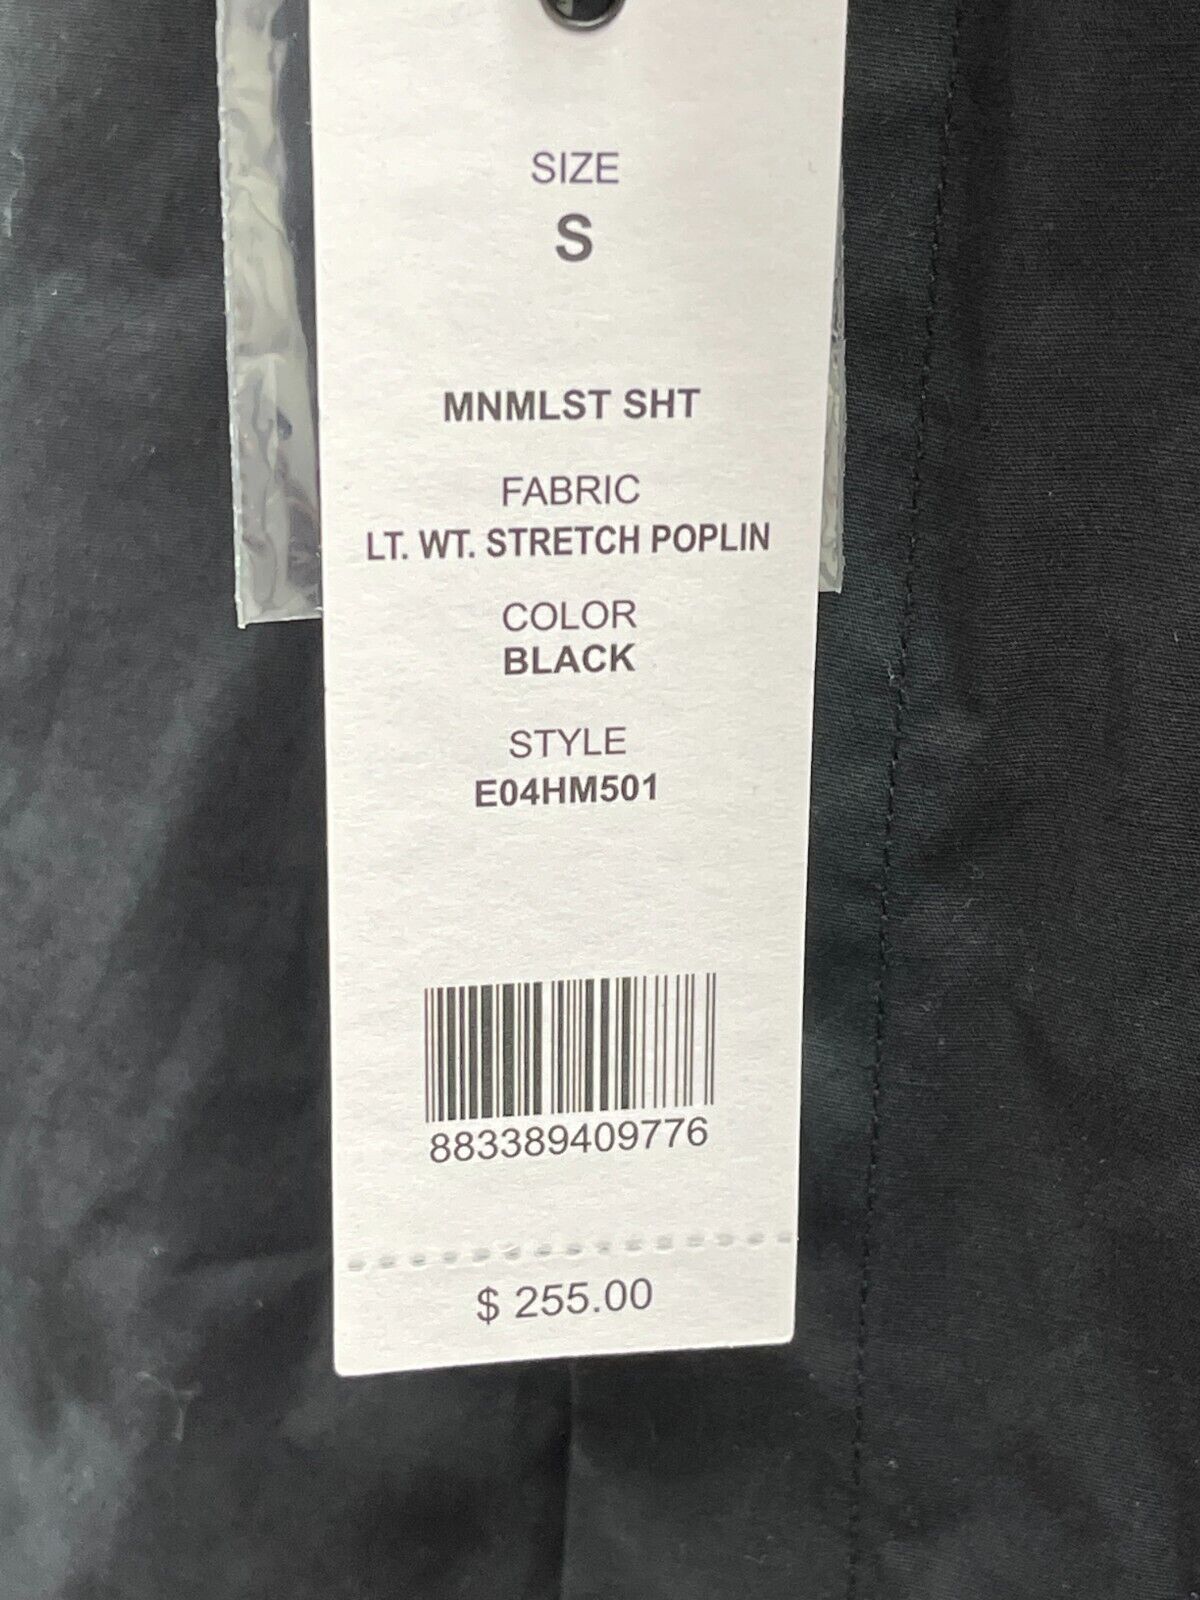 SIZE
S
MNMLST SHT
FABRIC
LT. WT. STRETCH POPLIN
COLOR
BLACK
STYLE
E04HM501
883389409776
$ 255.00